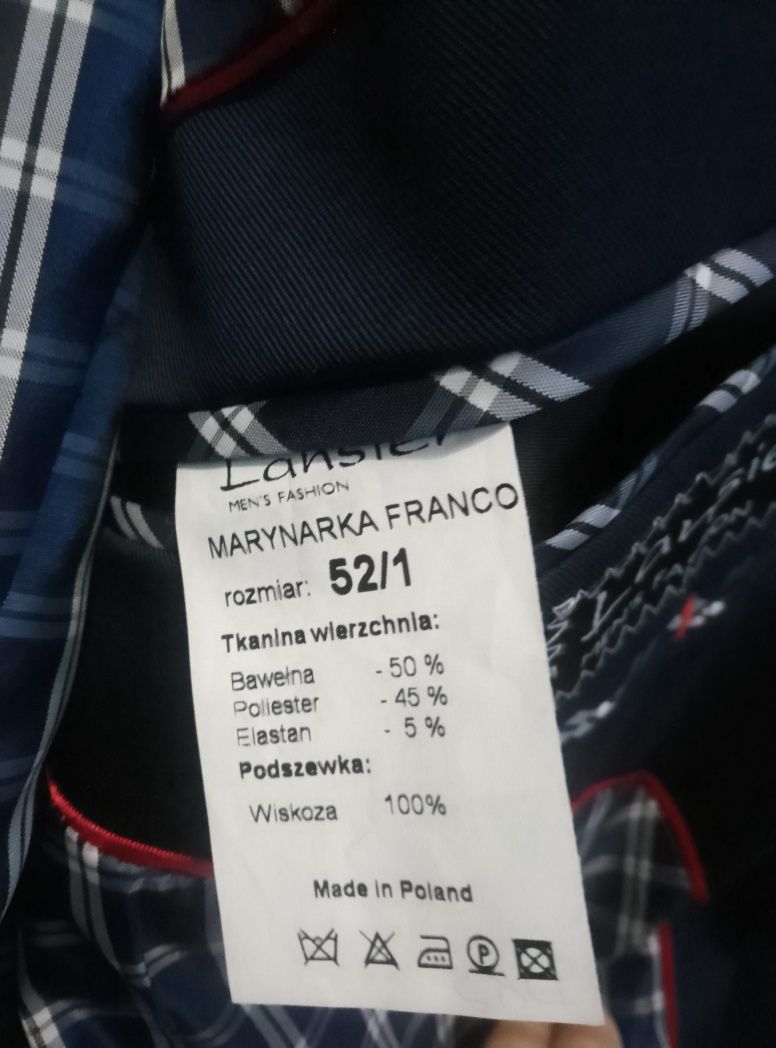 MEN'S FASHION
MARYNARKA FRANCO
rozmiar: 52/1
Tkanina wierzchnia:
Bawełna - 50 %
Poliester - 45 %
Elastan - 5 %
Podszewka:
Wiskoza 100%
Made in Poland
P